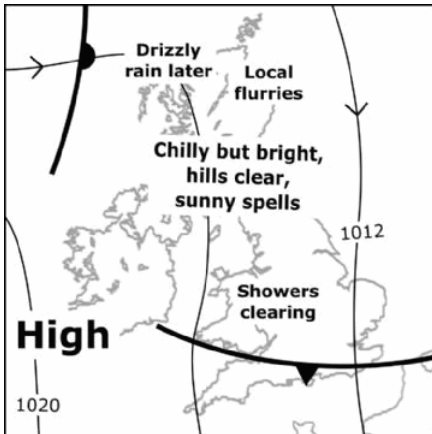 Drizzly
rain later
Local
flurries
Chilly but bright,
hills clear,
sunny spells
1012
Showers
clearing
High
1020